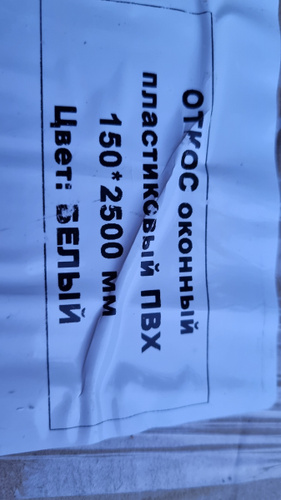 ОТКОС оконный
пластиковый ПВХ
150*2500 мм
Цвет: БЕЛЫЙ